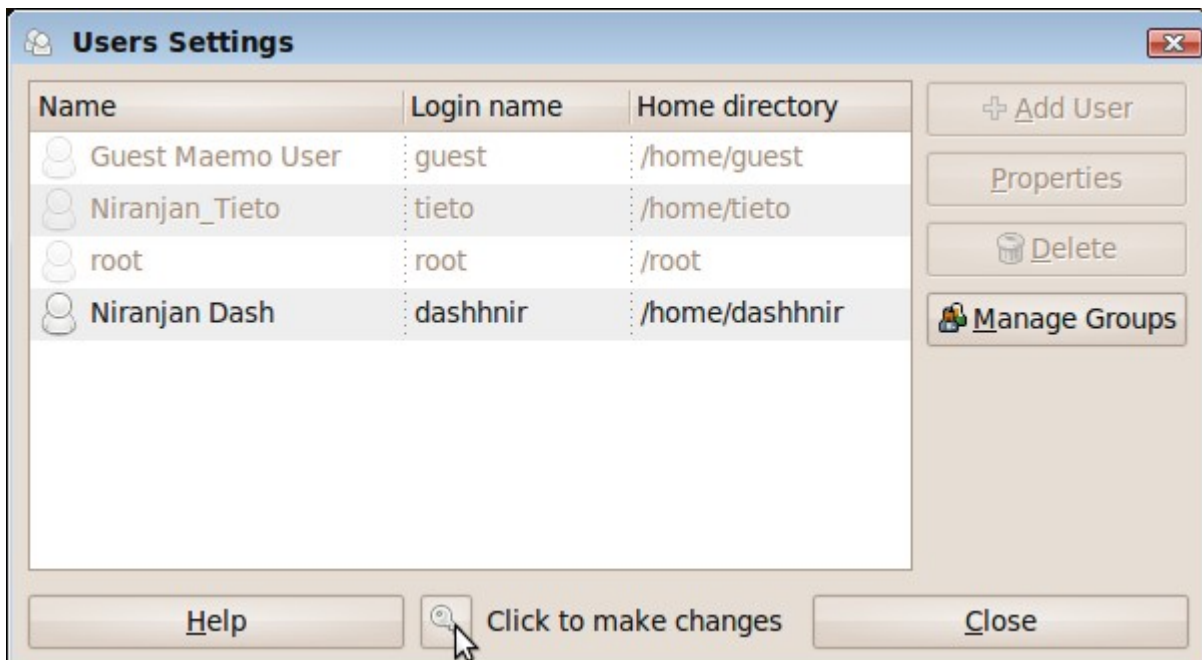 Users Settings
Name Login name Home directory
Guest Maemo User guest /home/guest
Niranjan_Tieto tieto /home/tieto
root root /root
Niranjan Dash dashhnir /home/dashhnir
Add User
Properties
Delete
Manage Groups
Help Click to make changes Close